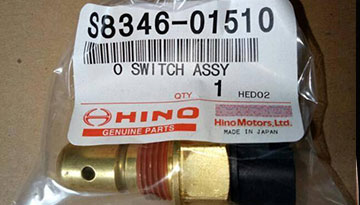 S8346-01510
O SWITCH ASSY
QTY 1 HED02
HINO
GENUINE PARTS
Hino Motors, Ltd.
MADE IN JAPAN